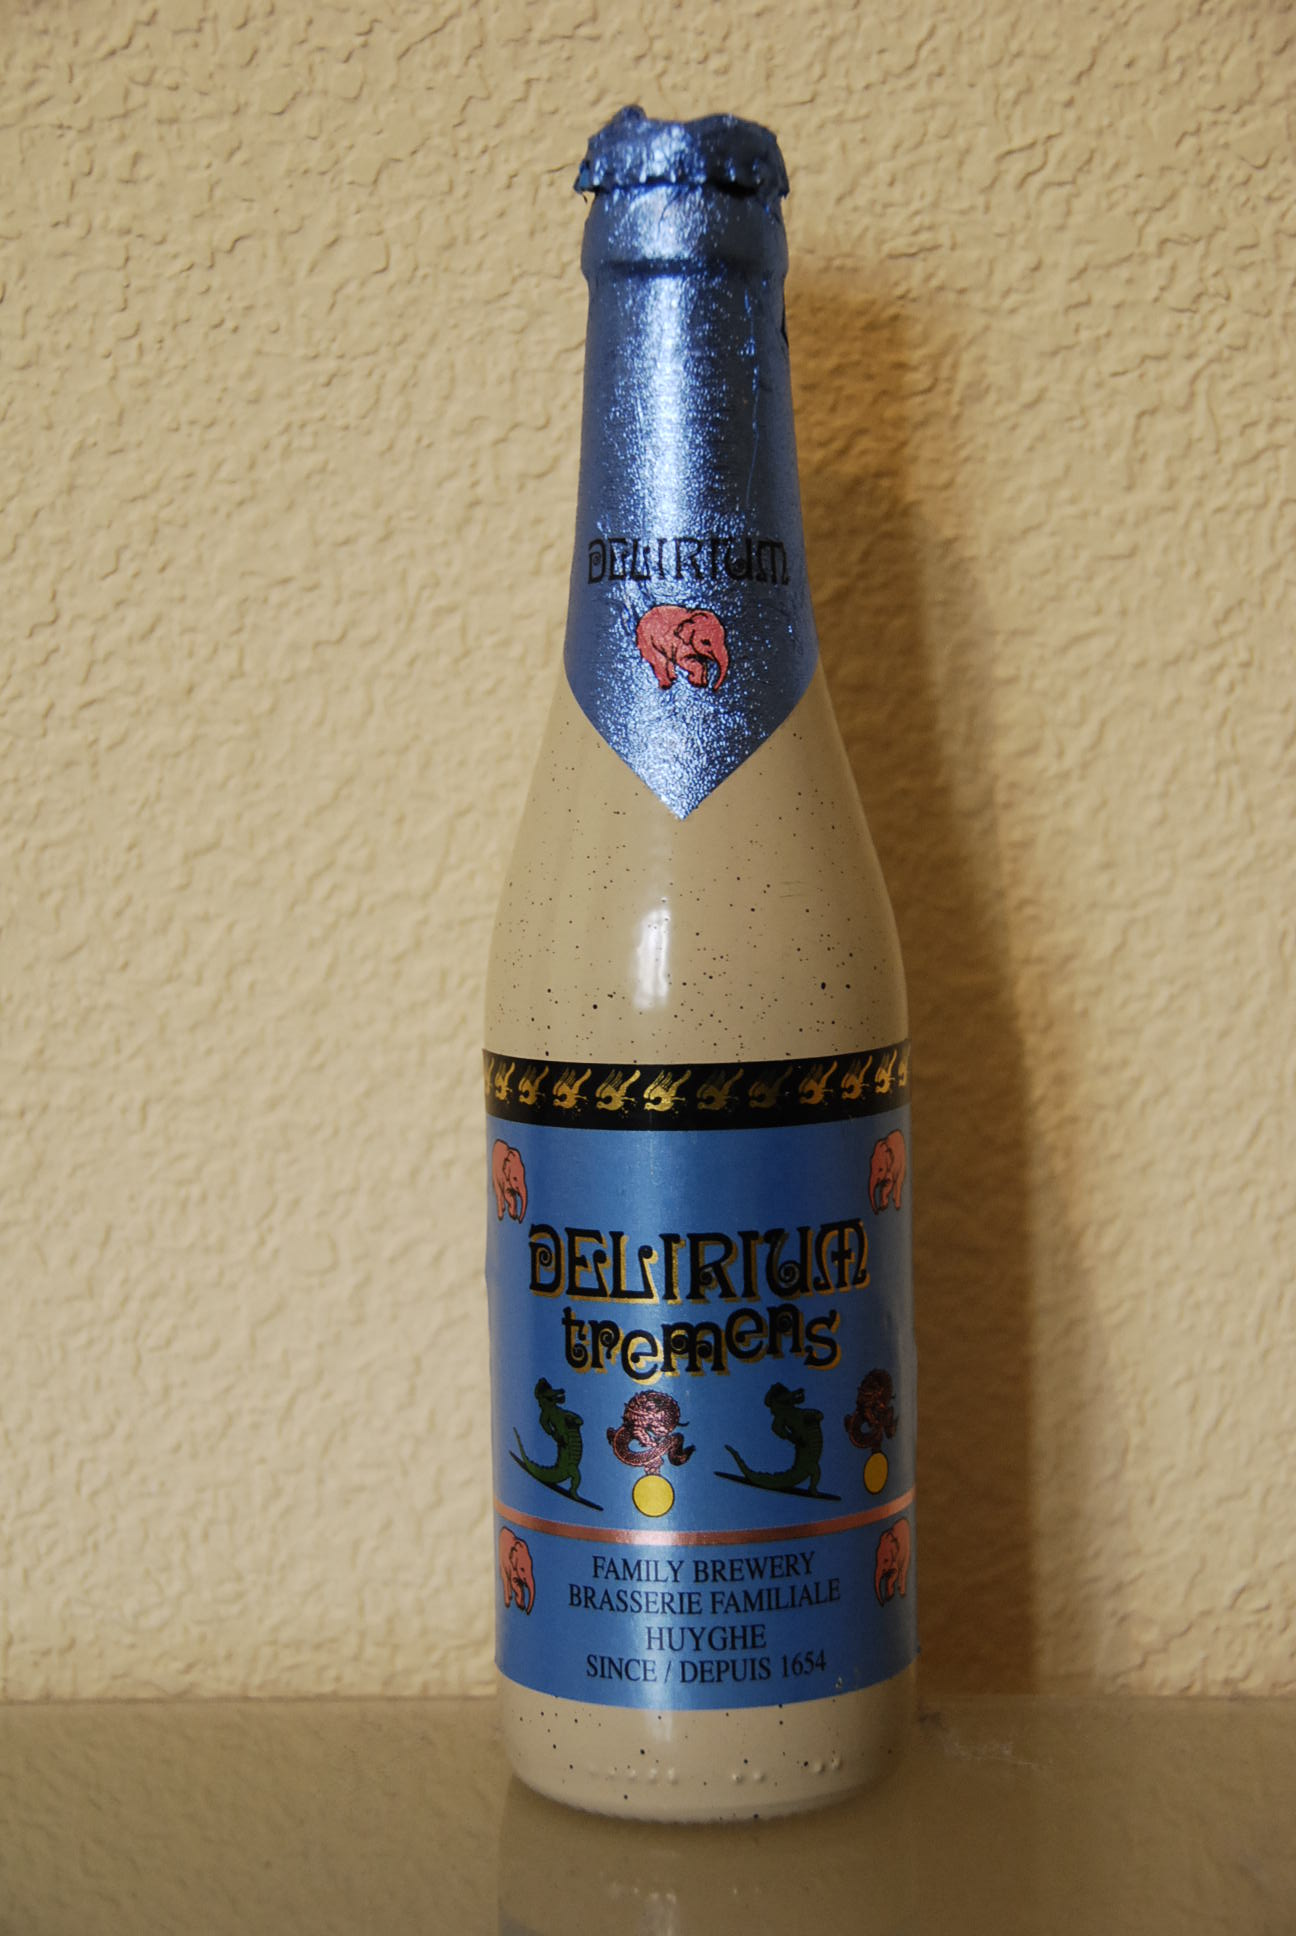 DELIRIUM
DELIRIUM
tremens
FAMILY BREWERY
BRASSERIE FAMILIALE
HUYGHE
SINCE / DEPUIS 1654